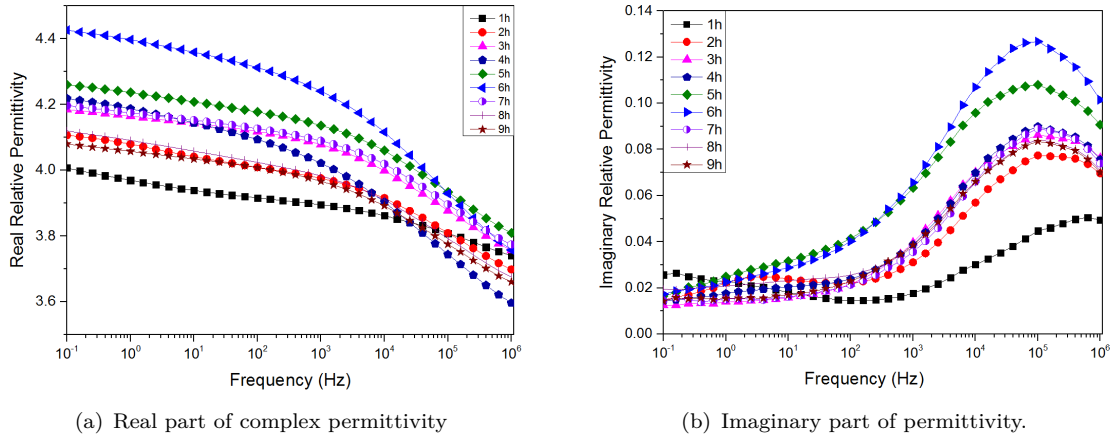 1h
2h
3h
4h
5h
6h
7h
8h
9h
4.4
4.2
4.0
3.8
3.6
Real Relative Permittivity
10^-1
10^0
10^1
10^2
10^3
10^4
10^5
10^6
Frequency (Hz)
(a) Real part of complex permittivity
1h
2h
3h
4h
5h
6h
7h
8h
9h
0.14
0.12
0.10
0.08
0.06
0.04
0.02
0.00
Imaginary Relative Permittivity
10^-1
10^0
10^1
10^2
10^3
10^4
10^5
10^6
Frequency (Hz)
(b) Imaginary part of permittivity.